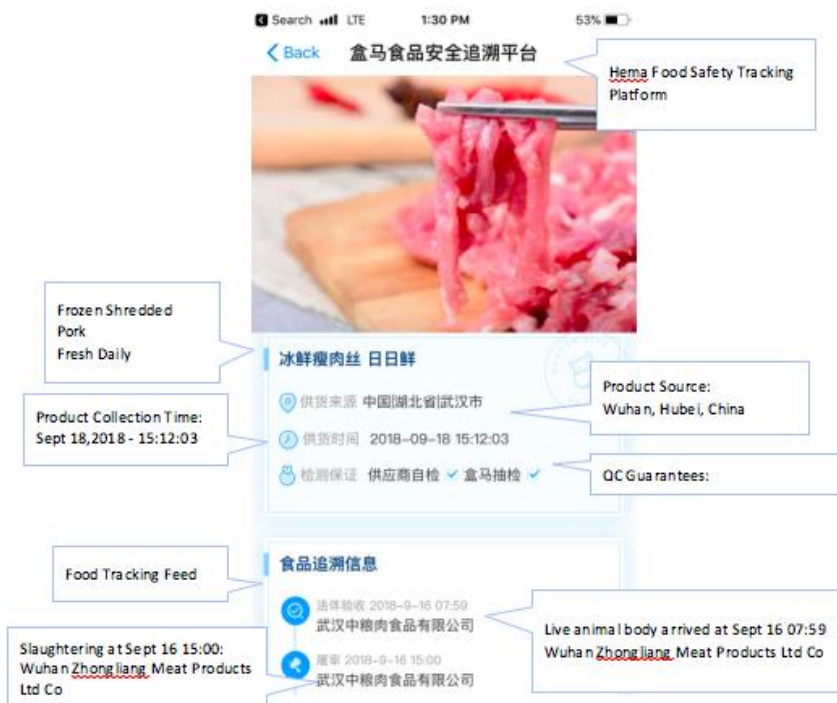 Search LTE 1:30 PM 53%
Back 盒马食品安全追溯平台
Hema Food Safety Tracking
Platform
Frozen Shredded
Pork
Fresh Daily
冰鲜瘦肉丝 日日鲜
Product Source:
Wuhan, Hubei, China
供货来源 中国|湖北省|武汉市
Product Collection Time:
Sept 18,2018 - 15:12:03
供货时间 2018-09-18 15:12:03
检测保证 供应商自检 盒马抽检
QC Guarantees:
食品追溯信息
Food Tracking Feed
活体验收 2018-9-16 07:59
武汉中粮肉食品有限公司
Live animal body arrived at Sept 16 07:59
Wuhan Zhongliang Meat Products Ltd Co
Slaughtering at Sept 16 15:00:
Wuhan Zhongliang Meat Products
Ltd Co
屠宰 2018-9-16 15:00
武汉中粮肉食品有限公司